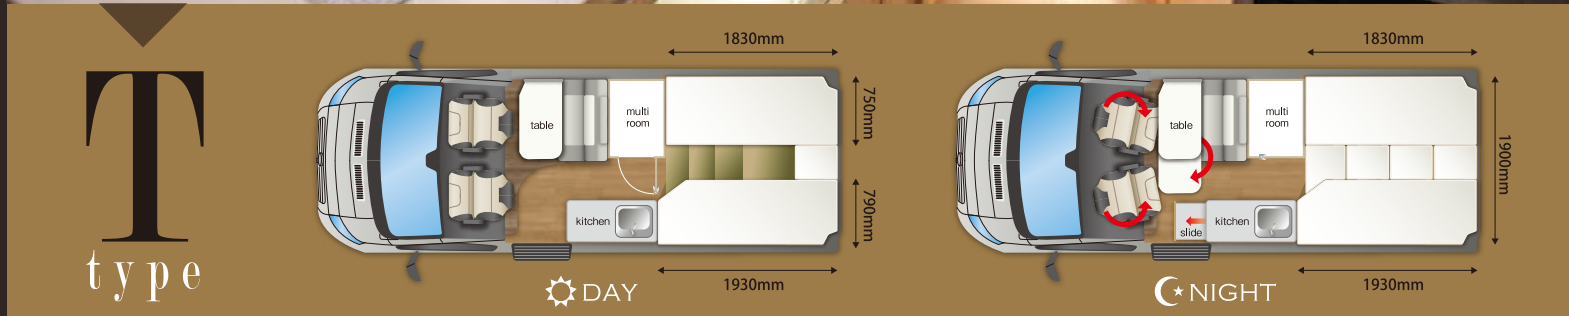 T
type
1830mm
750mm
790mm
1930mm
table
multi
room
kitchen
DAY
1830mm
1900mm
1930mm
table
multi
room
slide
kitchen
NIGHT